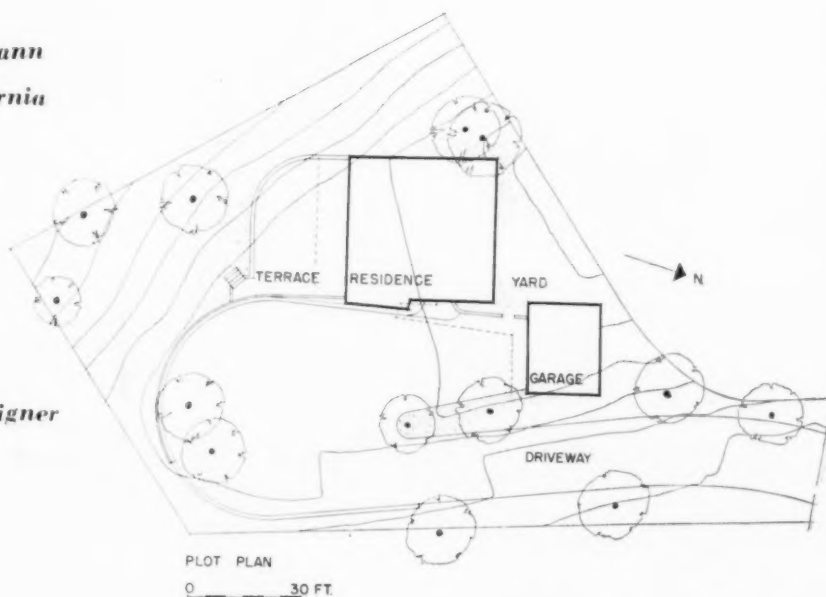 ann
rnia
igner
TERRACE RESIDENCE YARD
N
GARAGE
DRIVEWAY
PLOT PLAN
0 30 FT.